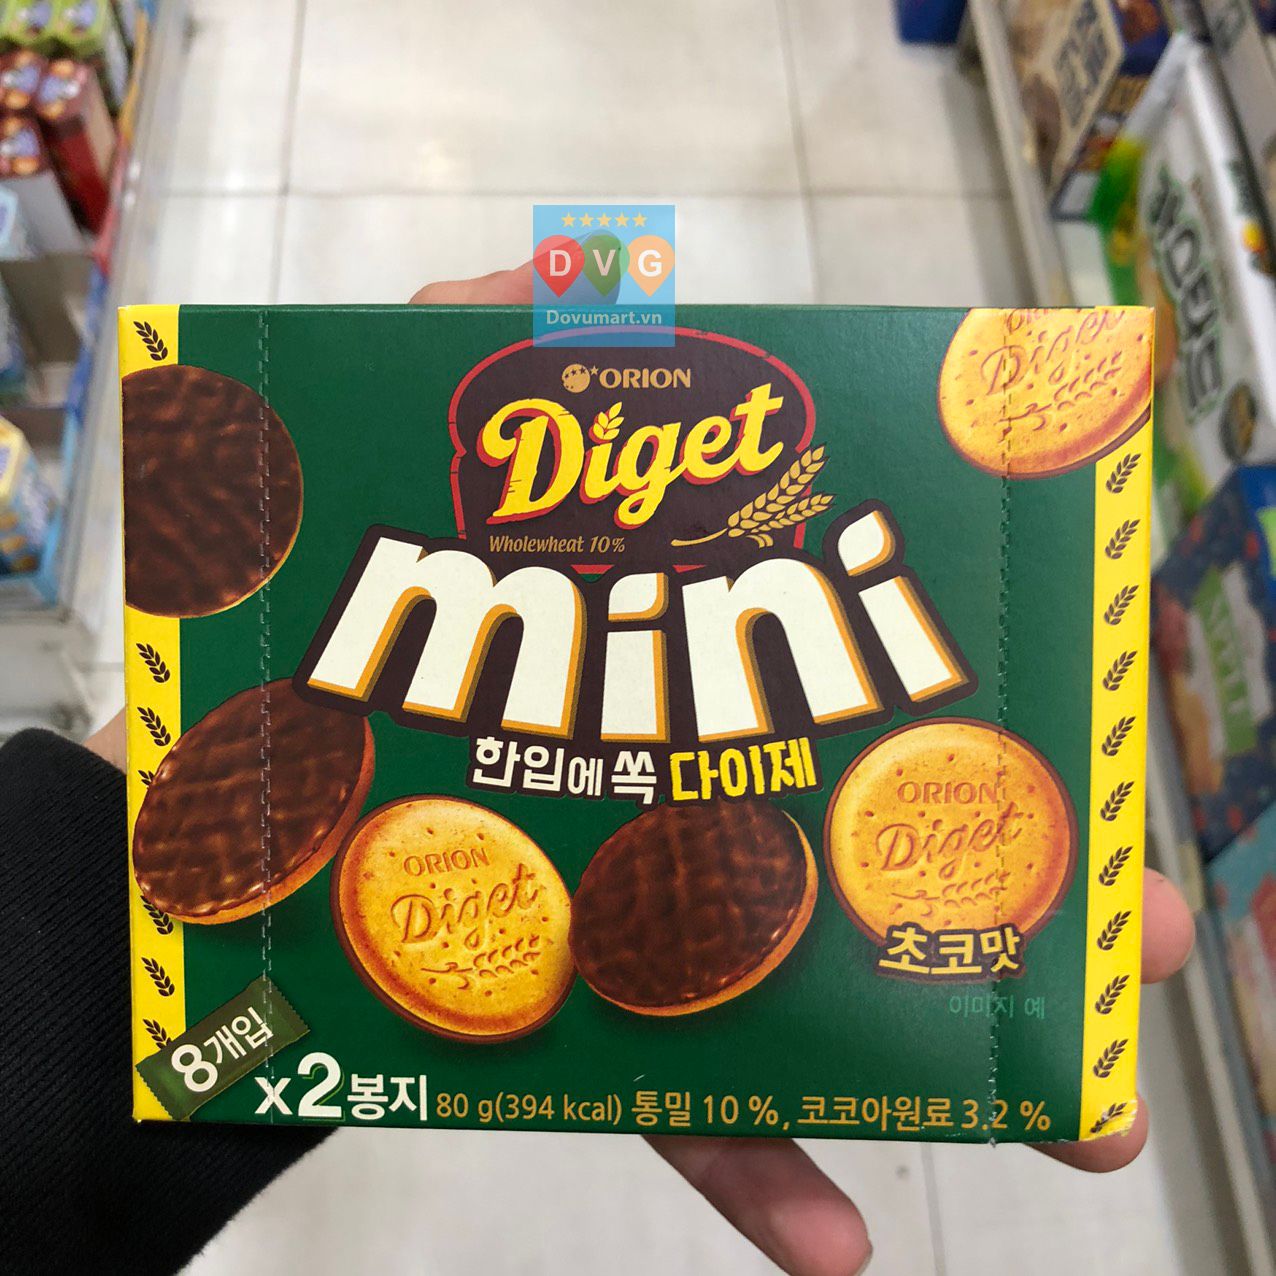 D V G
Dovumart.vn
ORION
Diget
Wholewheat 10%
mini
한입에 쏙 다이제
Diget
ORION
Diget
ORION
Diget
초코맛
이미지 예
8개입
x2봉지 80 g(394 kcal) 통밀 10 %, 코코아원료 3.2 %